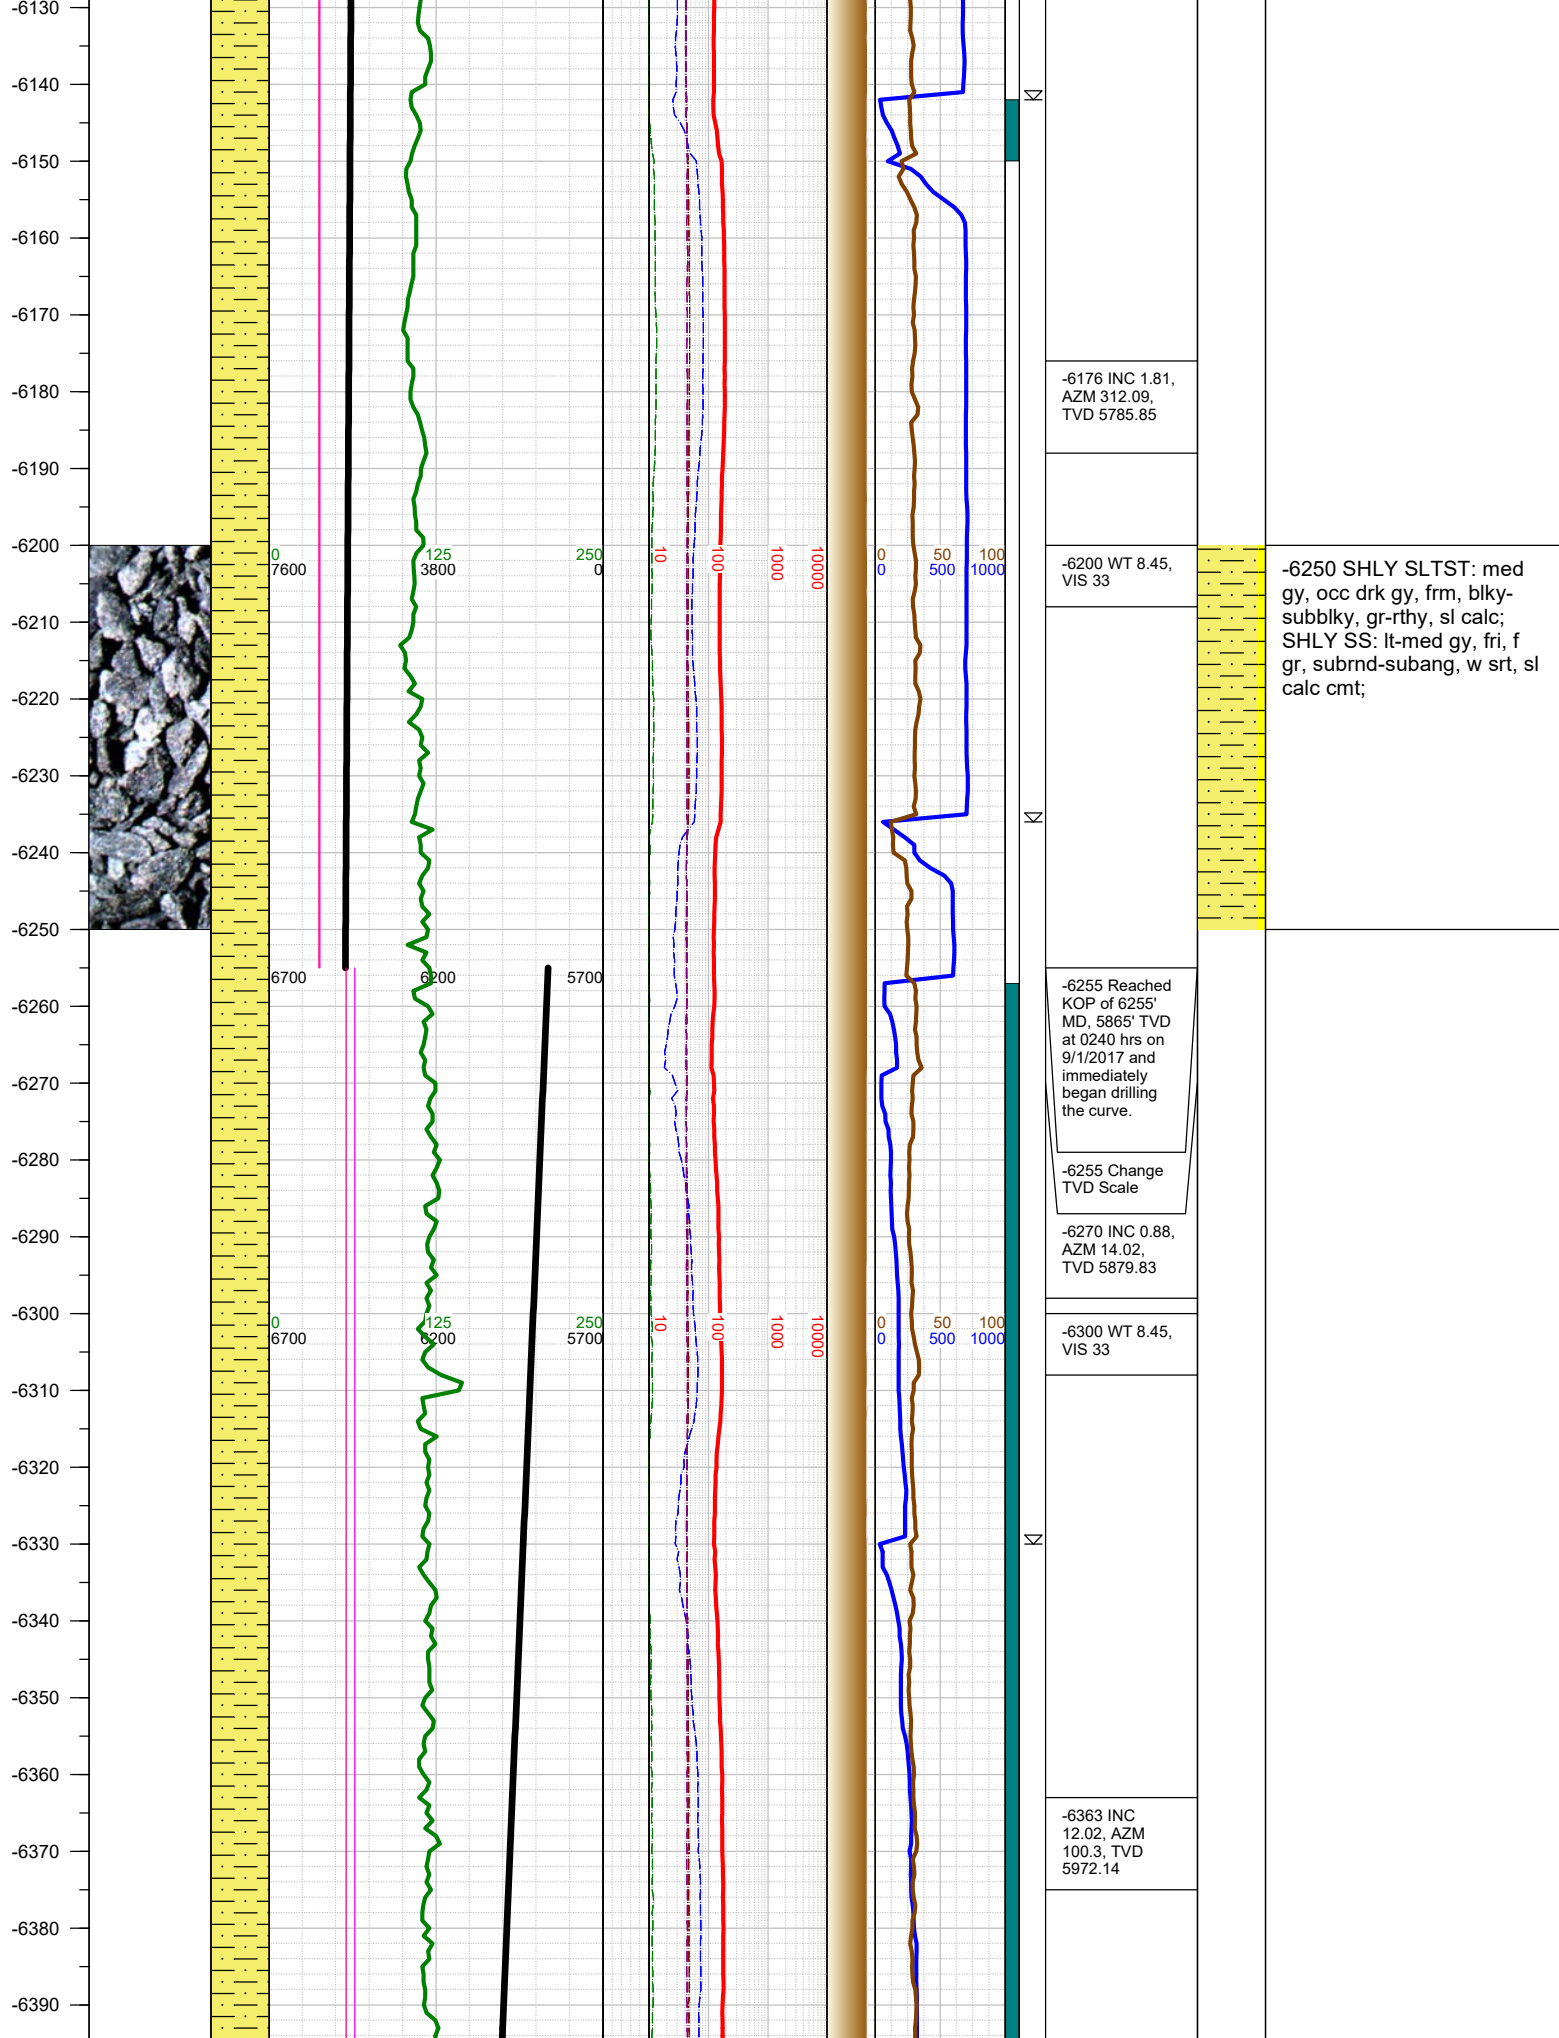 -6130
-6140
-6150
-6160
-6170
-6180
-6190
-6200
-6210
-6220
-6230
-6240
-6250
-6260
-6270
-6280
-6290
-6300
-6310
-6320
-6330
-6340
-6350
-6360
-6370
-6380
-6390
0 125 250
7600 3800 0
10 100 1000 10000
0 50 100
0 500 1000
6700 6200 5700
0 125 250
6700 6200 5700
10 100 1000 10000
0 50 100
0 500 1000
-6176 INC 1.81,
AZM 312.09,
TVD 5785.85
-6200 WT 8.45,
VIS 33
-6255 Reached
KOP of 6255'
MD, 5865' TVD
at 0240 hrs on
9/1/2017 and
immediately
began drilling
the curve.
-6255 Change
TVD Scale
-6270 INC 0.88,
AZM 14.02,
TVD 5879.83
-6300 WT 8.45,
VIS 33
-6363 INC
12.02, AZM
100.3, TVD
5972.14
-6250 SHLY SLTST: med
gy, occ drk gy, frm, blky-
subblky, gr-rthy, sl calc;
SHLY SS: lt-med gy, fri, f
gr, subrnd-subang, w srt, sl
calc cmt;